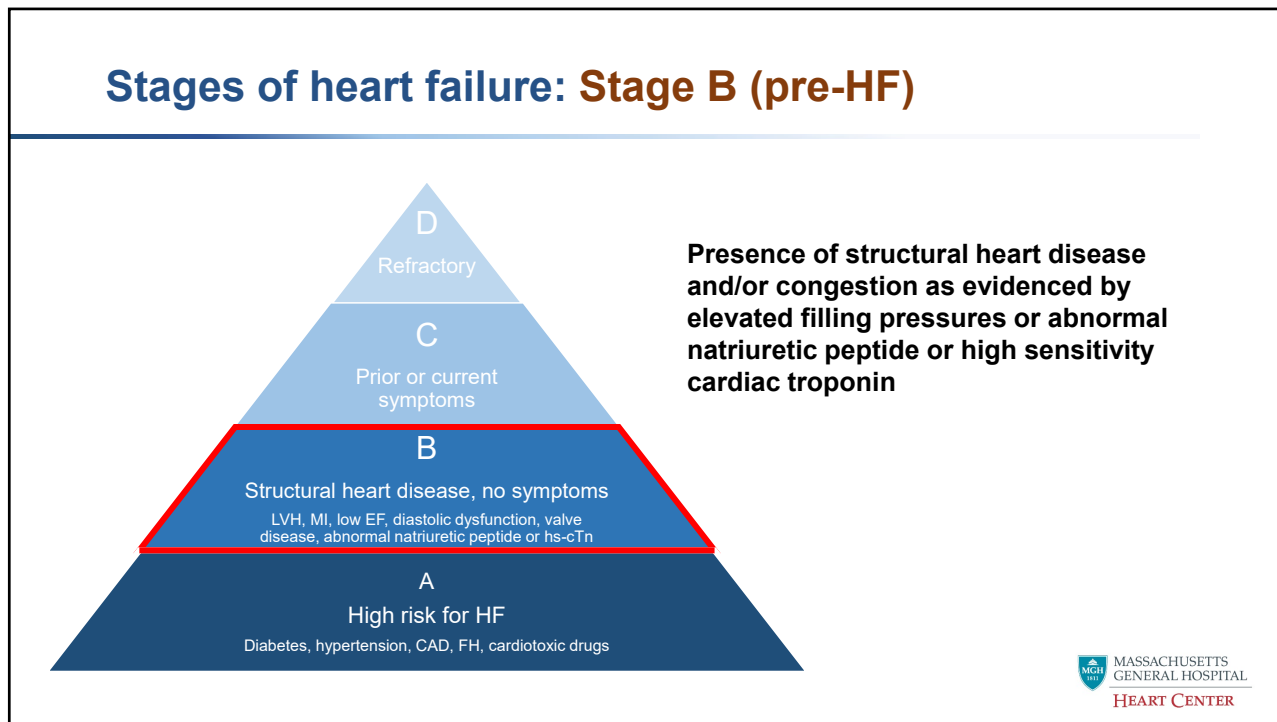 Stages of heart failure: Stage B (pre-HF)
D
Refractory
C
Prior or current
symptoms
B
Structural heart disease, no symptoms
LVH, MI, low EF, diastolic dysfunction, valve
disease, abnormal natriuretic peptide or hs-cTn
A
High risk for HF
Diabetes, hypertension, CAD, FH, cardiotoxic drugs
Presence of structural heart disease
and/or congestion as evidenced by
elevated filling pressures or abnormal
natriuretic peptide or high sensitivity
cardiac troponin
MGH
1811
MASSACHUSETTS
GENERAL HOSPITAL
HEART CENTER